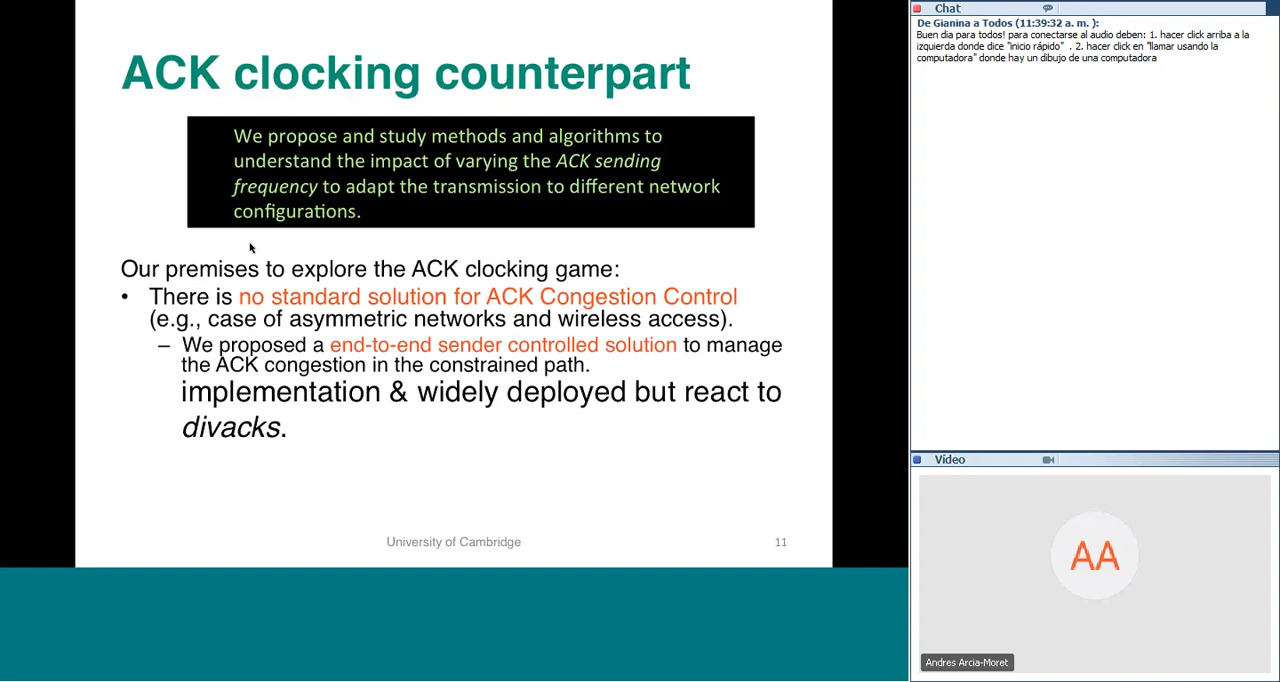 ACK clocking counterpart
We propose and study methods and algorithms to
understand the impact of varying the ACK sending
frequency to adapt the transmission to different network
configurations.
Our premises to explore the ACK clocking game:
• There is no standard solution for ACK Congestion Control
(e.g., case of asymmetric networks and wireless access).
– We proposed a end-to-end sender controlled solution to manage
the ACK congestion in the constrained path.
implementation & widely deployed but react to
divacks.
University of Cambridge
11
Chat
De Gianina a Todos (11:39:32 a. m. ):
Buen dia para todos! para conectarse al audio deben: 1. hacer click arriba a la
izquierda donde dice "inicio rápido" . 2. hacer click en "llamar usando la
computadora" donde hay un dibujo de una computadora
Vídeo
AA
Andres Arcia-Moret